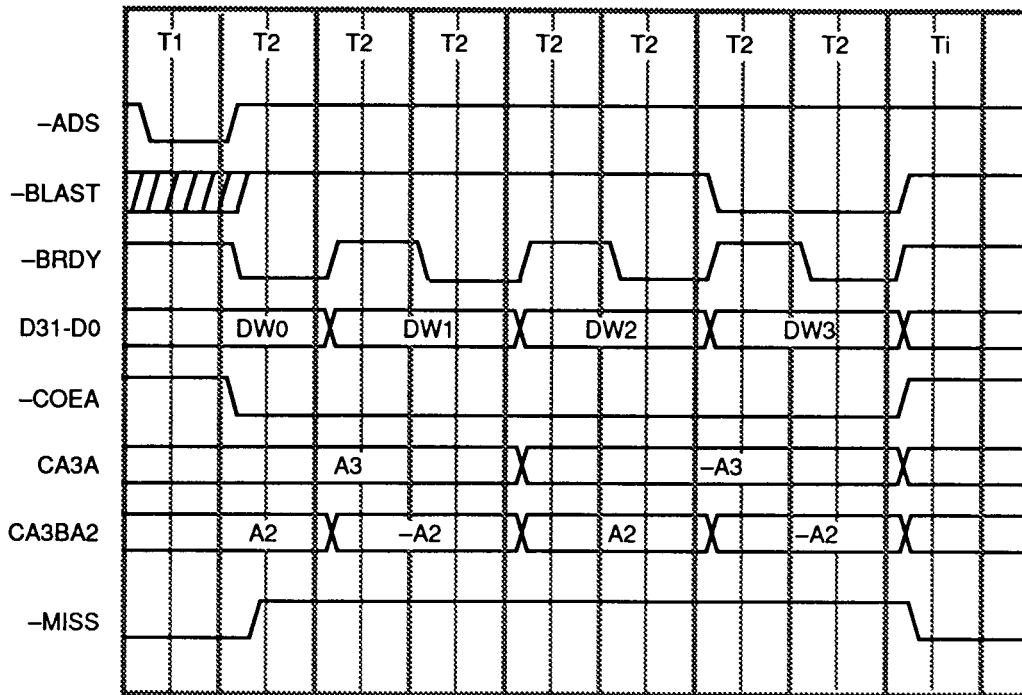 T1 T2 T2 T2 T2 T2 T2 T2 Ti
–ADS
–BLAST
–BRDY
D31-D0 DW0 DW1 DW2 DW3
–COEA
CA3A A3 –A3
CA3BA2 A2 –A2 A2 –A2
–MISS